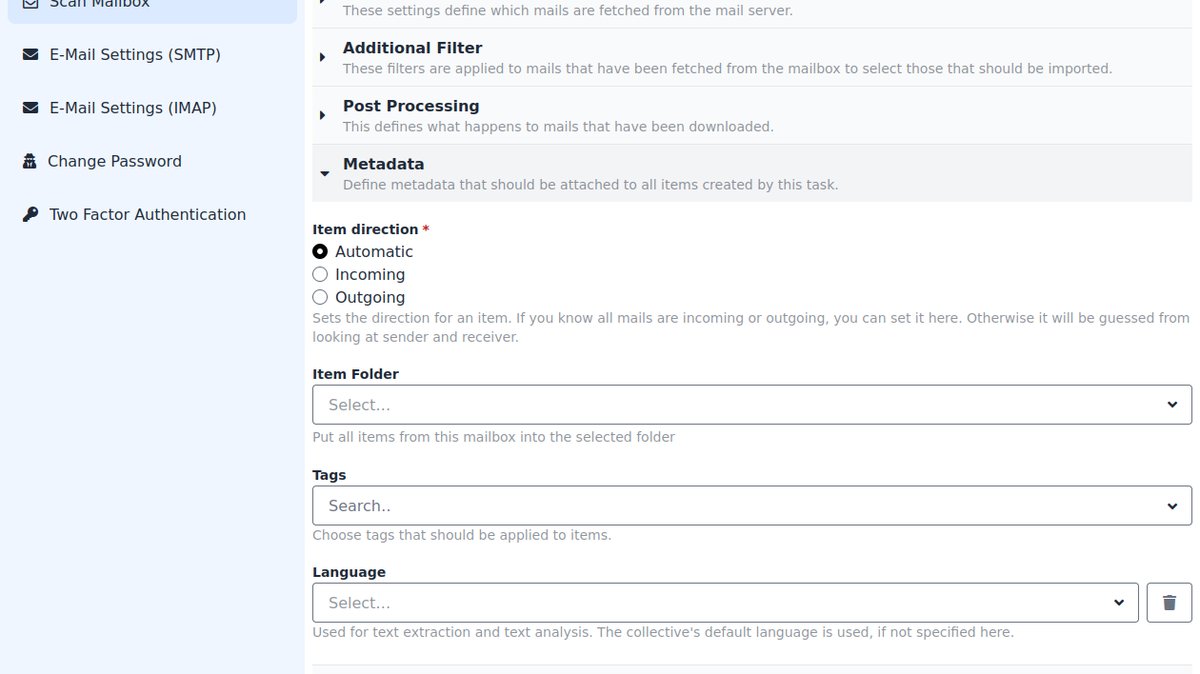 Scan Mailbox
E-Mail Settings (SMTP)
E-Mail Settings (IMAP)
Change Password
Two Factor Authentication
These settings define which mails are fetched from the mail server.
Additional Filter
These filters are applied to mails that have been fetched from the mailbox to select those that should be imported.
Post Processing
This defines what happens to mails that have been downloaded.
Metadata
Define metadata that should be attached to all items created by this task.
Item direction *
Automatic
Incoming
Outgoing
Sets the direction for an item. If you know all mails are incoming or outgoing, you can set it here. Otherwise it will be guessed from
looking at sender and receiver.
Item Folder
Select...
Put all items from this mailbox into the selected folder
Tags
Search..
Choose tags that should be applied to items.
Language
Select...
Used for text extraction and text analysis. The collective's default language is used, if not specified here.